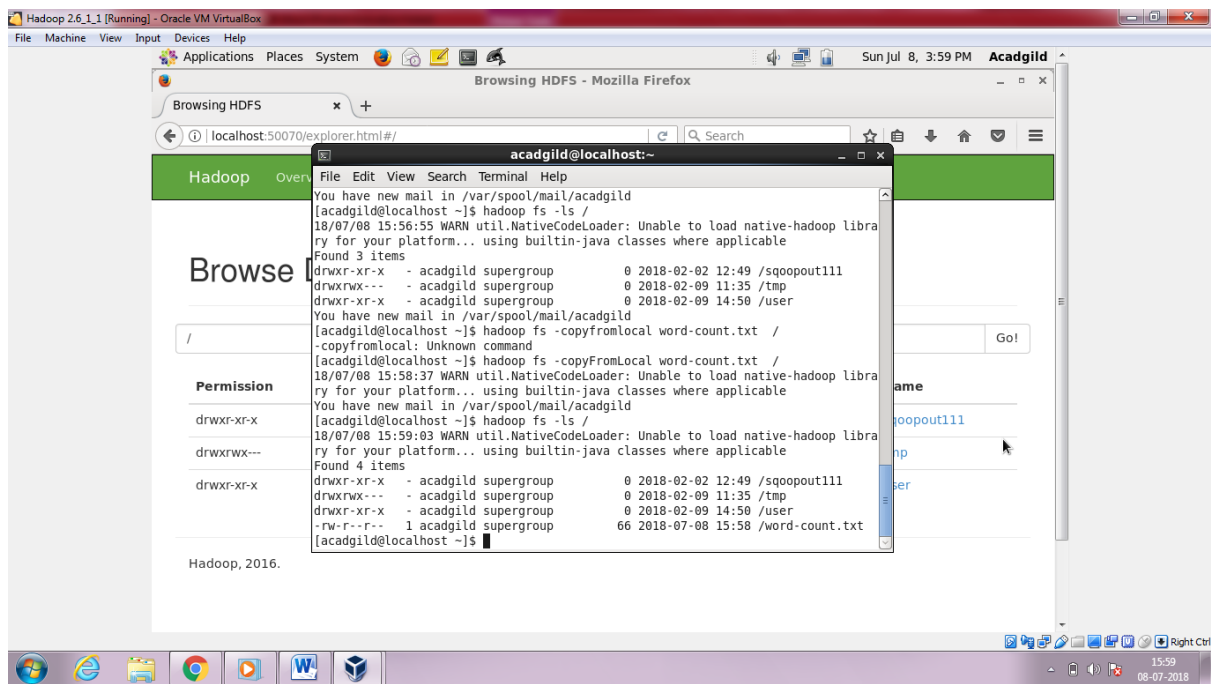 Hadoop 2.6_1_1 [Running] - Oracle VM VirtualBox
File Machine View Input Devices Help
Applications Places System Sun Jul 8, 3:59 PM Acadgild
Browsing HDFS - Mozilla Firefox
Browsing HDFS
localhost:50070/explorer.html#/ Search
acadgild@localhost:~
Hadoop
File Edit View Search Terminal Help
You have new mail in /var/spool/mail/acadgild
[acadgild@localhost ~]$ hadoop fs -ls /
18/07/08 15:56:55 WARN util.NativeCodeLoader: Unable to load native-hadoop libra
ry for your platform... using builtin-java classes where applicable
Found 3 items
drwxr-xr-x - acadgild supergroup 0 2018-02-02 12:49 /sqoopout111
drwxrwx--- - acadgild supergroup 0 2018-02-09 11:35 /tmp
drwxr-xr-x - acadgild supergroup 0 2018-02-09 14:50 /user
You have new mail in /var/spool/mail/acadgild
[acadgild@localhost ~]$ hadoop fs -copyfromlocal word-count.txt /
-copyfromlocal: Unknown command
[acadgild@localhost ~]$ hadoop fs -copyFromLocal word-count.txt /
18/07/08 15:58:37 WARN util.NativeCodeLoader: Unable to load native-hadoop libra
ry for your platform... using builtin-java classes where applicable
You have new mail in /var/spool/mail/acadgild
[acadgild@localhost ~]$ hadoop fs -ls /
18/07/08 15:59:03 WARN util.NativeCodeLoader: Unable to load native-hadoop libra
ry for your platform... using builtin-java classes where applicable
Found 4 items
drwxr-xr-x - acadgild supergroup 0 2018-02-02 12:49 /sqoopout111
drwxrwx--- - acadgild supergroup 0 2018-02-09 11:35 /tmp
drwxr-xr-x - acadgild supergroup 0 2018-02-09 14:50 /user
-rw-r--r-- 1 acadgild supergroup 66 2018-07-08 15:58 /word-count.txt
[acadgild@localhost ~]$
Browse
/ Go!
Permission ame
drwxr-xr-x qoopout111
drwxrwx--- mp
drwxr-xr-x ser
Hadoop, 2016.
Right Ctrl
15:59
08-07-2018